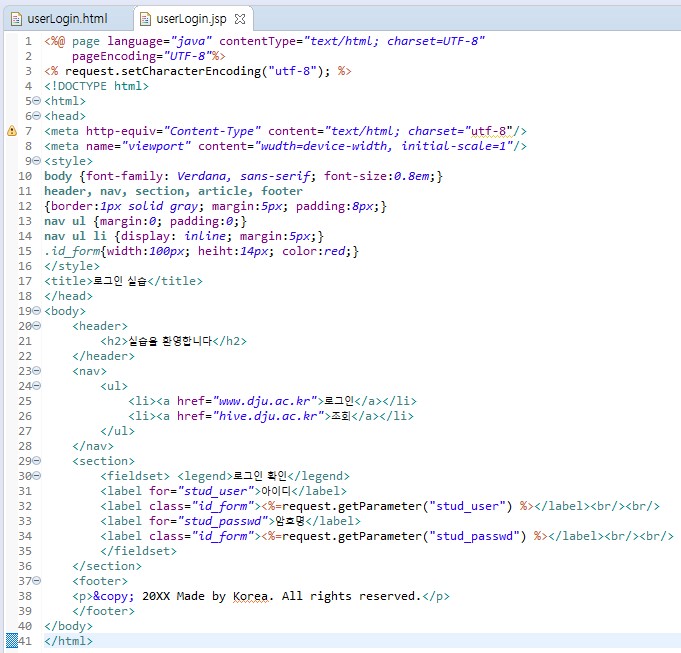 userLogin.html userLogin.jsp
1 <%@ page language="java" contentType="text/html; charset=UTF-8"
2 pageEncoding="UTF-8"%>
3 <% request.setCharacterEncoding("utf-8"); %>
4 <!DOCTYPE html>
5 <html>
6 <head>
7 <meta http-equiv="Content-Type" content="text/html; charset="utf-8"/>
8 <meta name="viewport" content="wudth=device-width, initial-scale=1"/>
9 <style>
10 body {font-family: Verdana, sans-serif; font-size:0.8em;}
11 header, nav, section, article, footer
12 {border:1px solid gray; margin:5px; padding:8px;}
13 nav ul {margin:0; padding:0;}
14 nav ul li {display: inline; margin:5px;}
15 .id_form{width:100px; heiht:14px; color:red;}
16 </style>
17 <title>로그인 실습</title>
18 </head>
19 <body>
20 <header>
21 <h2>실습을 환영합니다</h2>
22 </header>
23 <nav>
24 <ul>
25 <li><a href="www.dju.ac.kr">로그인</a></li>
26 <li><a href="hive.dju.ac.kr">조회</a></li>
27 </ul>
28 </nav>
29 <section>
30 <fieldset> <legend>로그인 확인</legend>
31 <label for="stud_user">아이디</label>
32 <label class="id_form"><%=request.getParameter("stud_user") %></label><br/><br/>
33 <label for="stud_passwd">암호명</label>
34 <label class="id_form"><%=request.getParameter("stud_passwd") %></label><br/><br/>
35 </fieldset>
36 </section>
37 <footer>
38 <p>&copy; 20XX Made by Korea. All rights reserved.</p>
39 </footer>
40 </body>
41 </html>